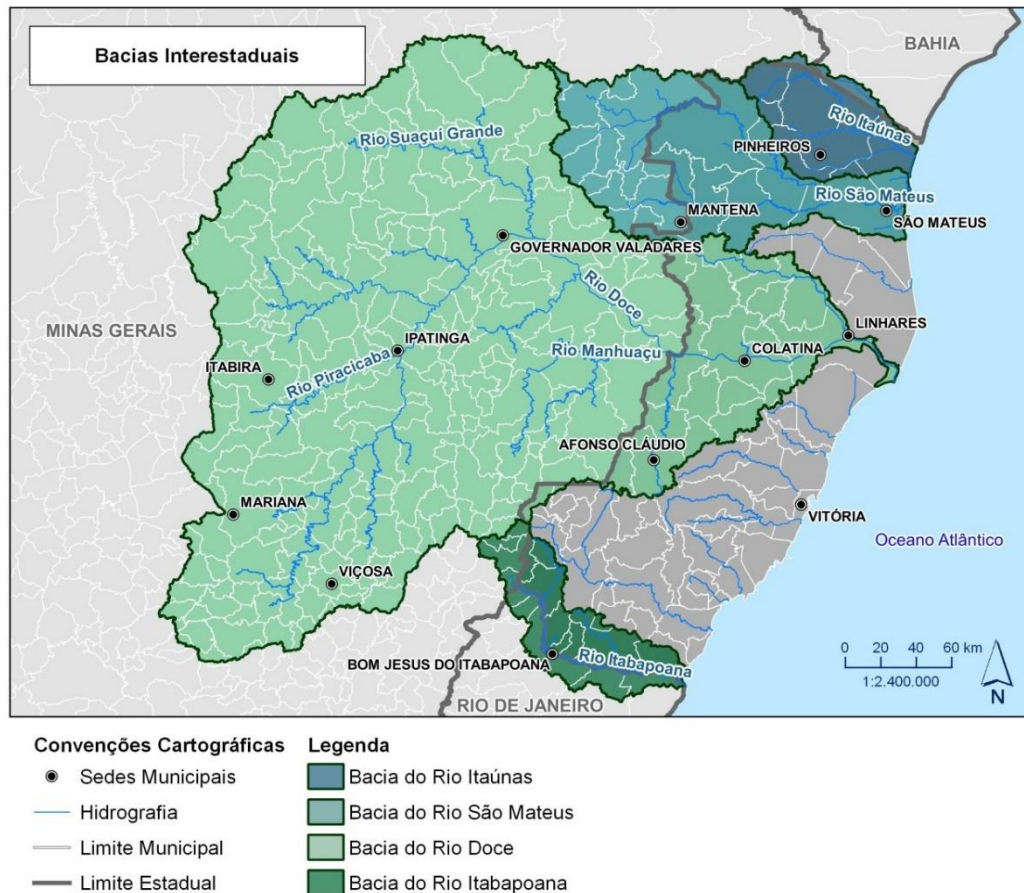 Bacias Interestaduais
BAHIA
Rio Suaçuí Grande
Rio Itaúnas
PINHEIROS
Rio São Mateus
MANTENA
SÃO MATEUS
GOVERNADOR VALADARES
Rio Doce
MINAS GERAIS
LINHARES
IPATINGA
Rio Manhuaçu
COLATINA
ITABIRA
Rio Piracicaba
AFONSO CLÁUDIO
MARIANA
VITÓRIA
Oceano Atlântico
VIÇOSA
BOM JESUS DO ITABAPOANA
Rio Itabapoana
RIO DE JANEIRO
0 20 40 60 km
1:2.400.000
N
Convenções Cartográficas
Sedes Municipais
Hidrografia
Limite Municipal
Limite Estadual
Legenda
Bacia do Rio Itaúnas
Bacia do Rio São Mateus
Bacia do Rio Doce
Bacia do Rio Itabapoana